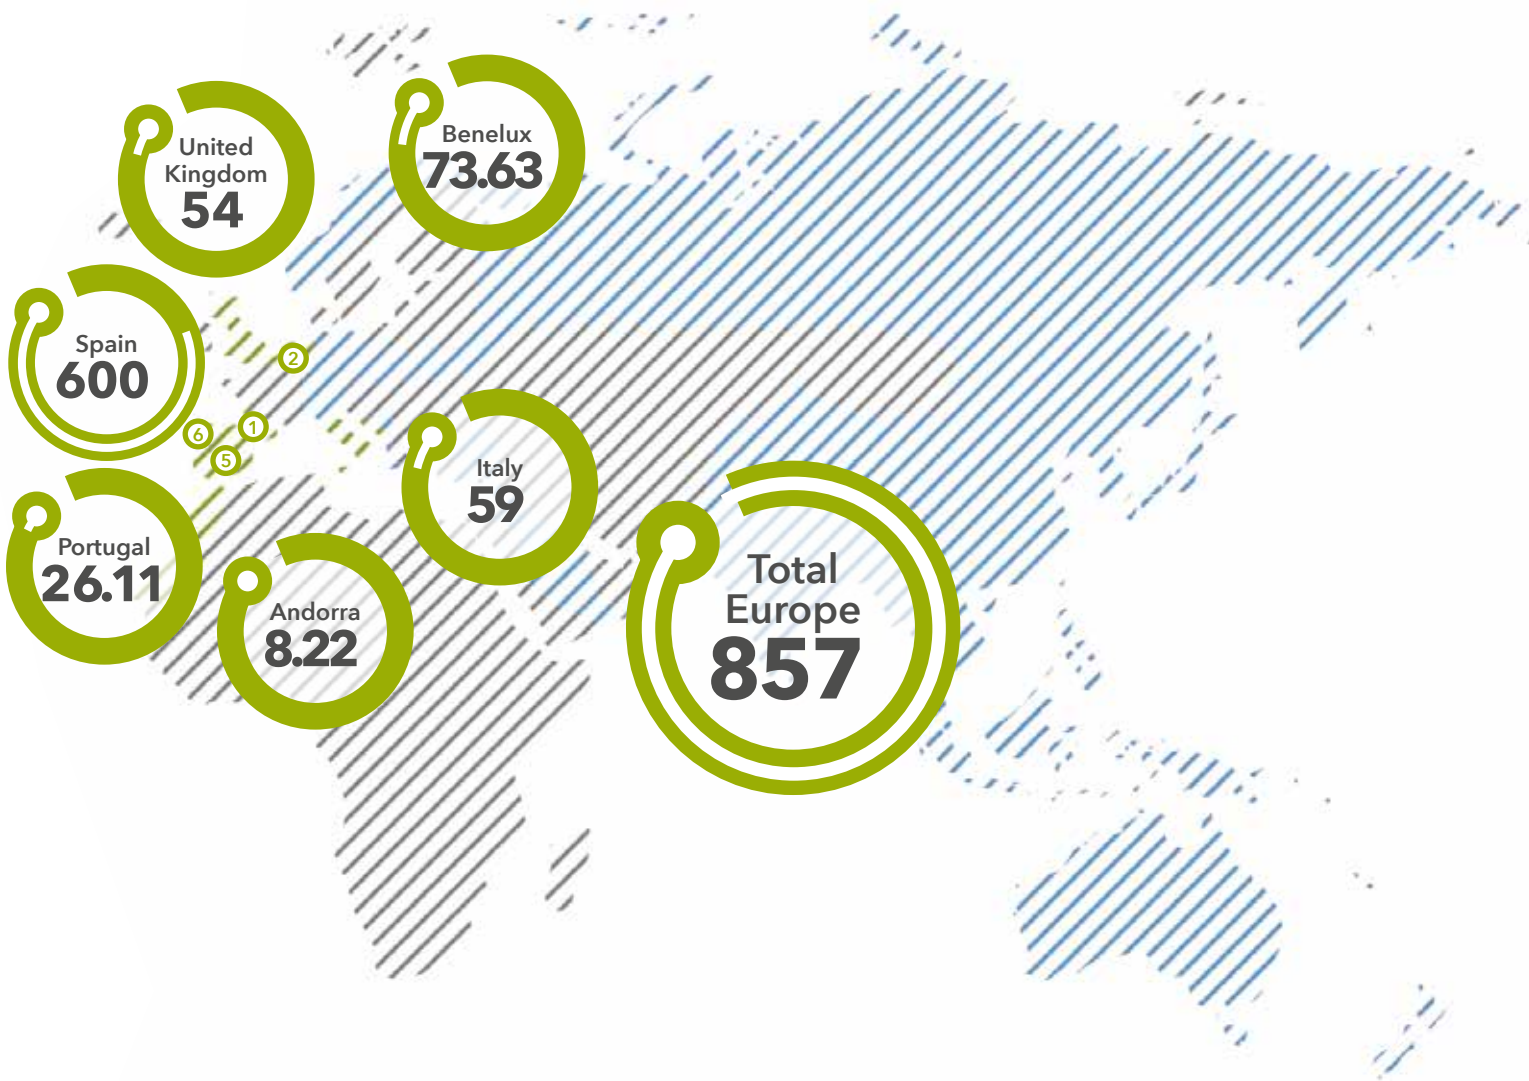 Benelux
73.63
United
Kingdom
54
Spain
600
2
6
1
5
Italy
59
Portugal
26.11
Andorra
8.22
Total
Europe
857